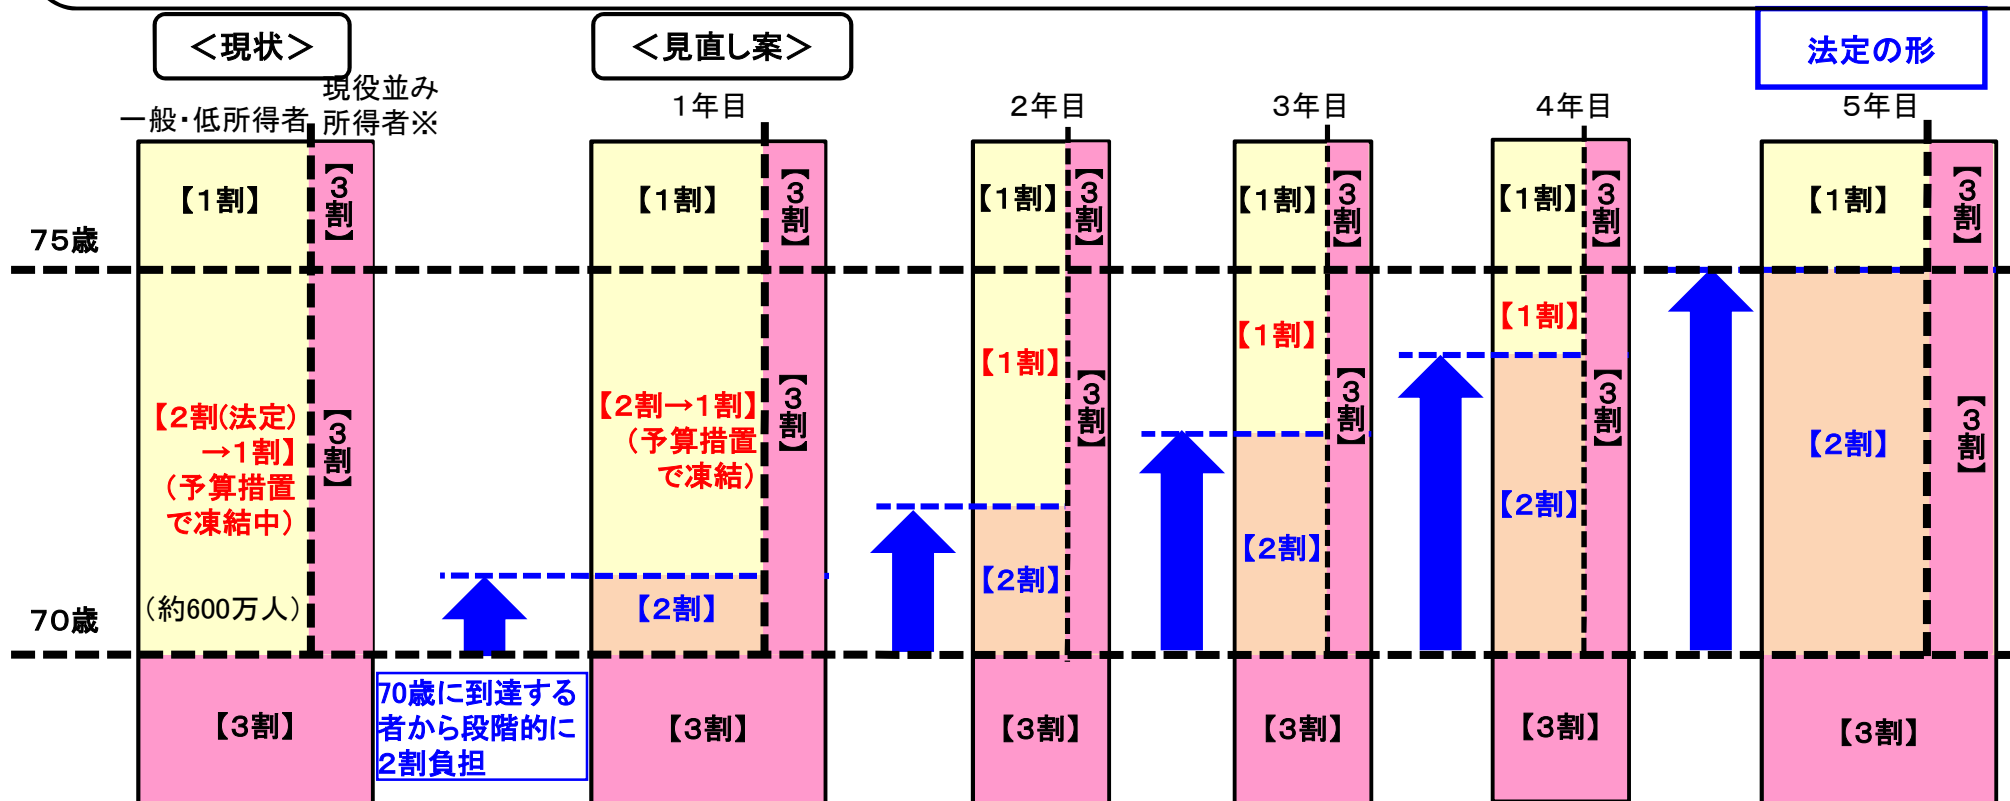 ＜現状＞
＜見直し案＞
法定の形
一般・低所得者
現役並み
所得者※
1年目
2年目
3年目
4年目
5年目
75歳
70歳
【1割】
【3割】
【2割(法定)
→1割】
(予算措置
で凍結中)
(約600万人)
【3割】
【3割】
70歳に到達する
者から段階的に
2割負担
【1割】
【3割】
【2割→1割】
(予算措置
で凍結)
【3割】
【2割】
【3割】
【1割】
【3割】
【1割】
【3割】
【2割】
【3割】
【1割】
【3割】
【1割】
【3割】
【2割】
【3割】
【1割】
【3割】
【1割】
【3割】
【2割】
【3割】
【1割】
【3割】
【2割】
【3割】
【3割】